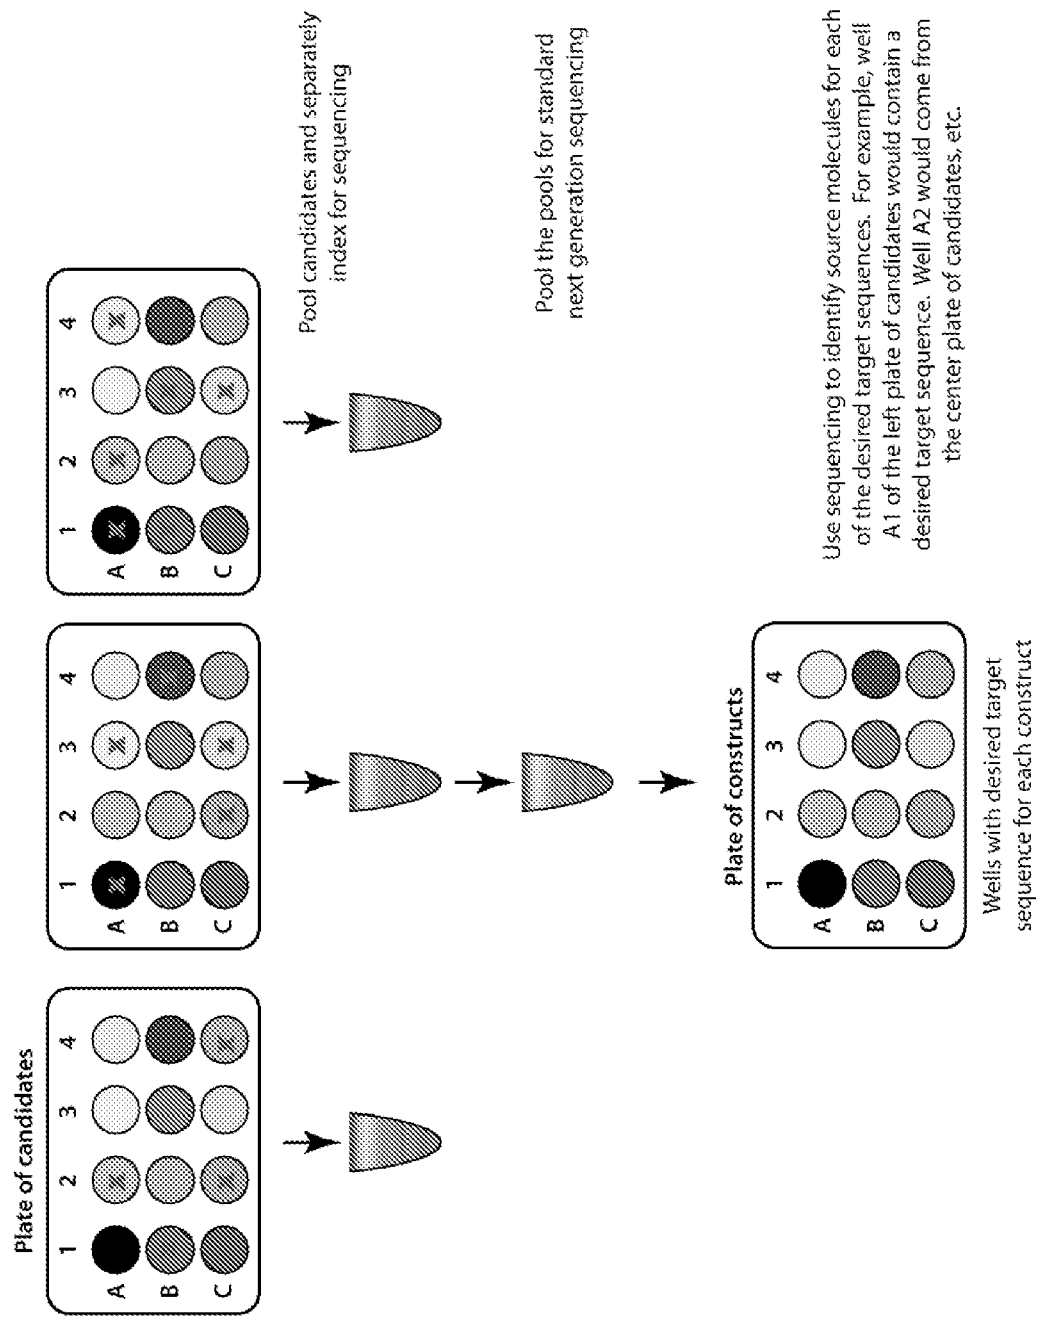 Plate of candidates
1 2 3 4
A
B
C
1 2 3 4
A
B
C
1 2 3 4
A
B
C
Pool candidates and separately
index for sequencing
Pool the pools for standard
next generation sequencing
Plate of constructs
1 2 3 4
A
B
C
Wells with desired target
sequence for each construct
Use sequencing to identify source molecules for each
of the desired target sequences. For example, well
A1 of the left plate of candidates would contain a
desired target sequence. Well A2 would come from
the center plate of candidates, etc.